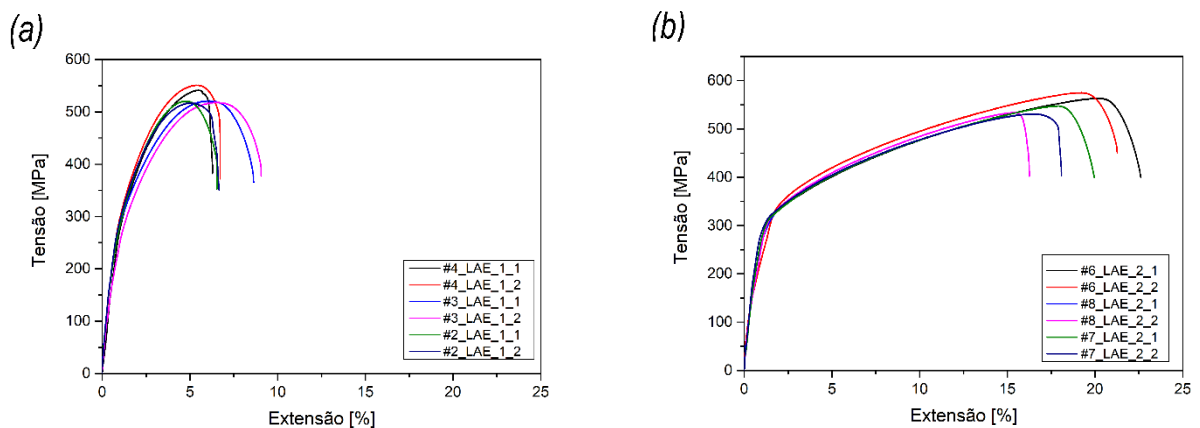 (a)
600
500
400
300
200
100
0
Tensão [MPa]
#4_LAE_1_1
#4_LAE_1_2
#3_LAE_1_1
#3_LAE_1_2
#2_LAE_1_1
#2_LAE_1_2
0 5 10 15 20 25
Extensão [%]
(b)
600
500
400
300
200
100
0
Tensão [MPa]
#6_LAE_2_1
#6_LAE_2_2
#8_LAE_2_1
#8_LAE_2_2
#7_LAE_2_1
#7_LAE_2_2
0 5 10 15 20 25
Extensão [%]